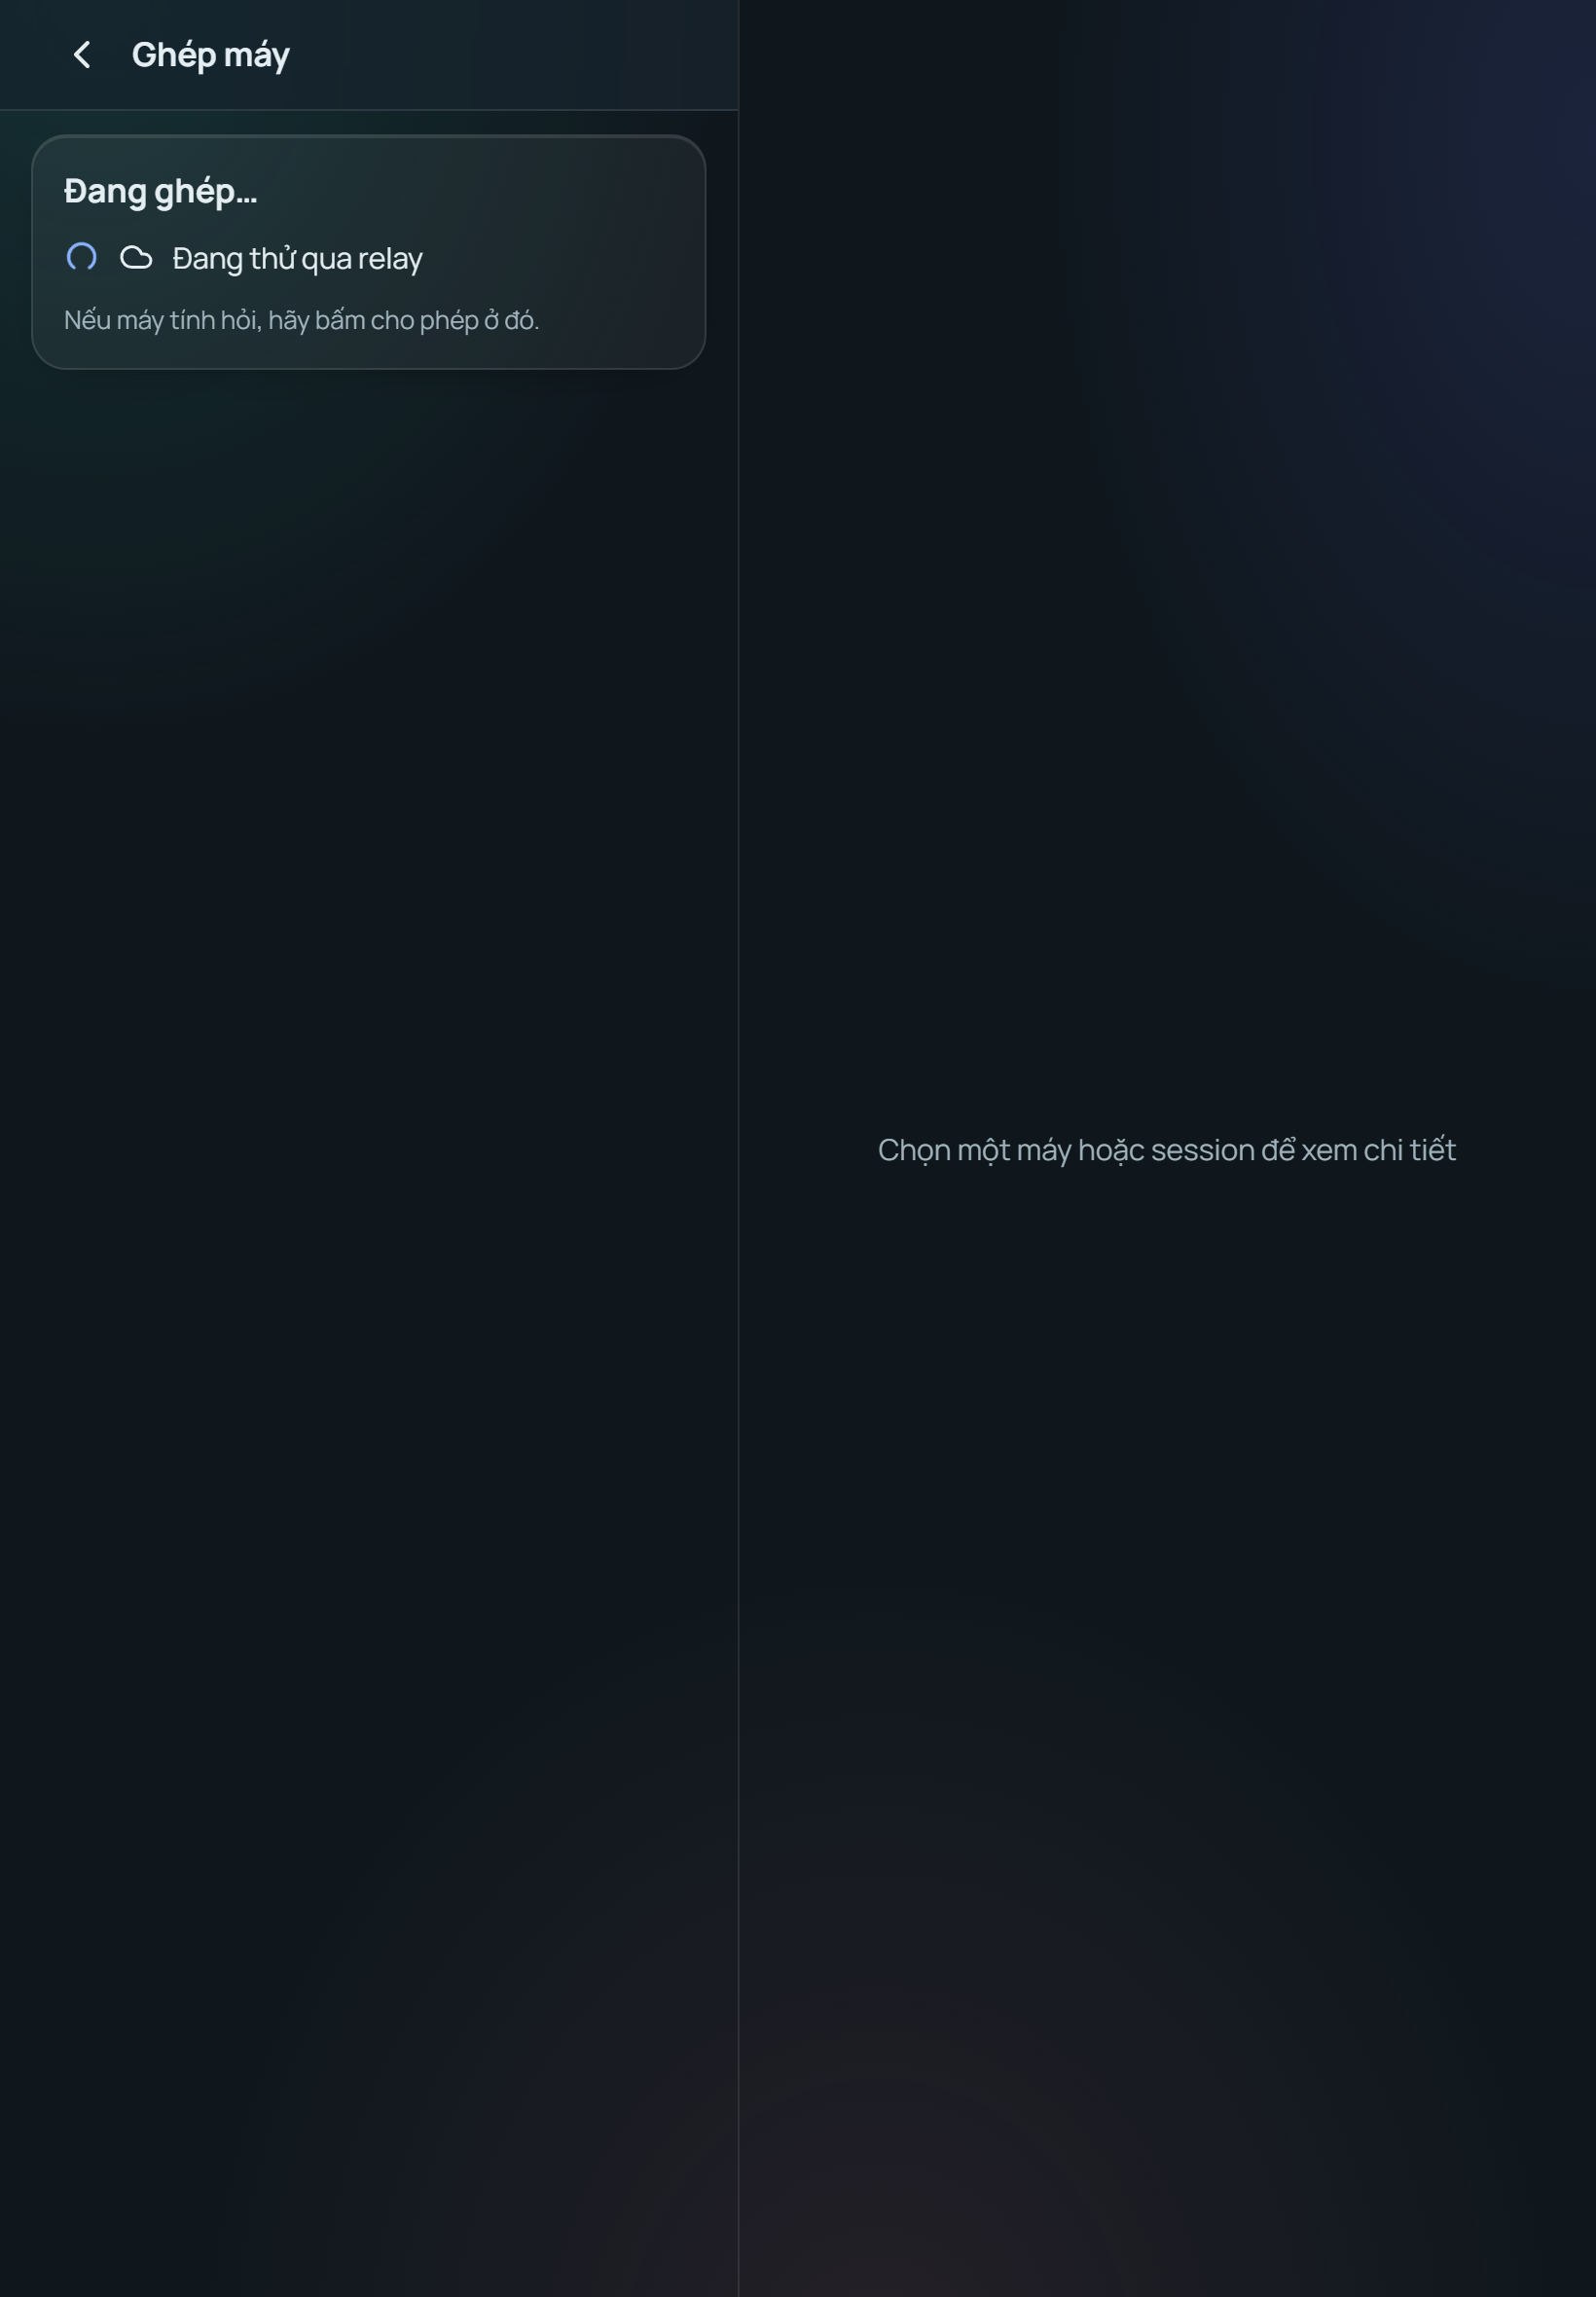 Ghép máy
Đang ghép...
Đang thử qua relay
Nếu máy tính hỏi, hãy bấm cho phép ở đó.
Chọn một máy hoặc session để xem chi tiết